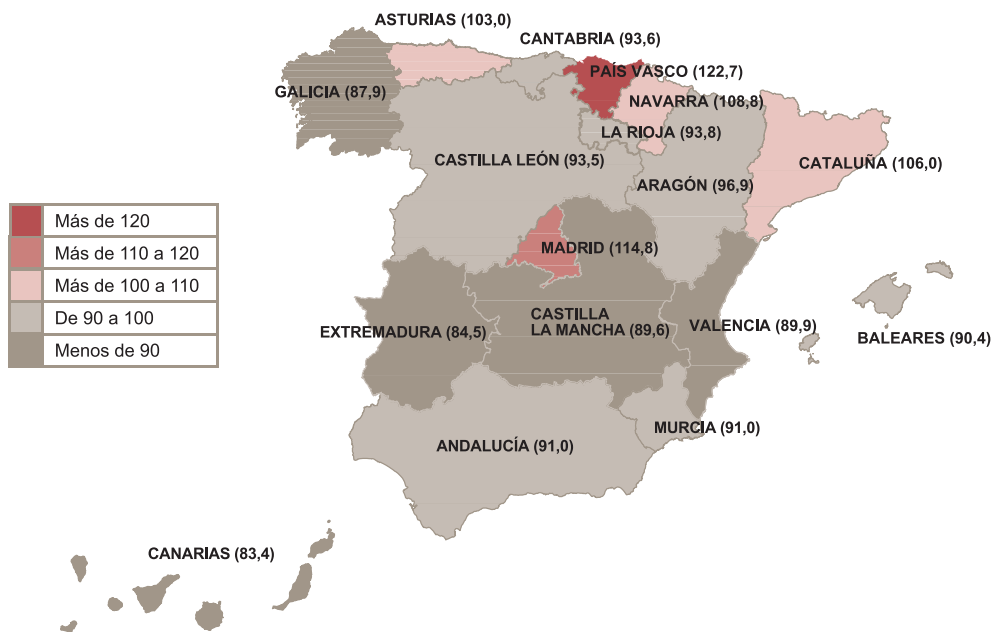 ASTURIAS (103,0)
CANTABRIA (93,6)
PAÍS VASCO (122,7)
GALICIA (87,9)
NAVARRA (108,8)
LA RIOJA (93,8)
CASTILLA LEÓN (93,5)
CATALUÑA (106,0)
ARAGÓN (96,9)
Más de 120
Más de 110 a 120
Más de 100 a 110
De 90 a 100
Menos de 90
MADRID (114,8)
CASTILLA
LA MANCHA (89,6)
EXTREMADURA (84,5)
VALENCIA (89,9)
BALEARES (90,4)
MURCIA (91,0)
ANDALUCÍA (91,0)
CANARIAS (83,4)